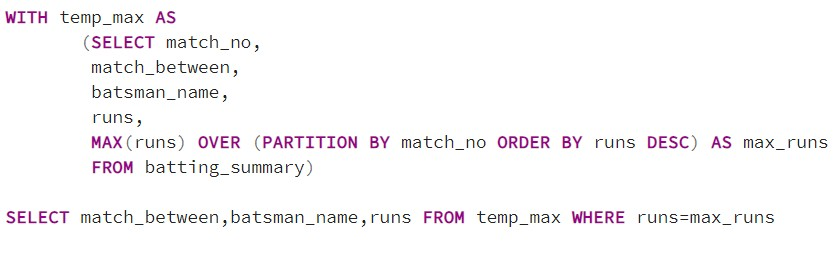 WITH temp_max AS
(SELECT match_no,
match_between,
batsman_name,
runs,
MAX(runs) OVER (PARTITION BY match_no ORDER BY runs DESC) AS max_runs
FROM batting_summary)
SELECT match_between,batsman_name,runs FROM temp_max WHERE runs=max_runs